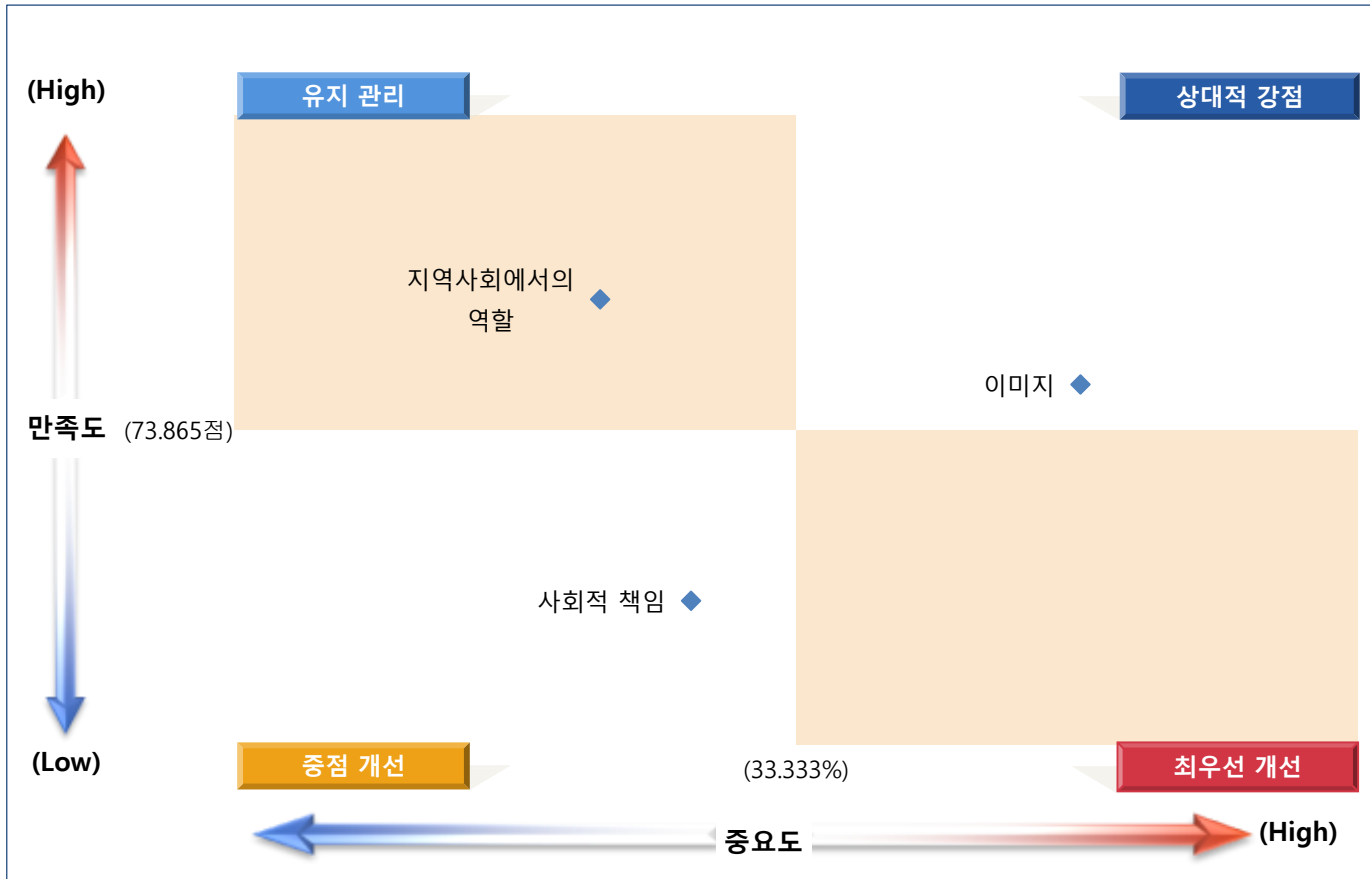 (High)
유지 관리
상대적 강점
지역사회에서의
역할
이미지
만족도 (73.865점)
사회적 책임
(Low)
중점 개선
(33.333%)
최우선 개선
중요도
(High)